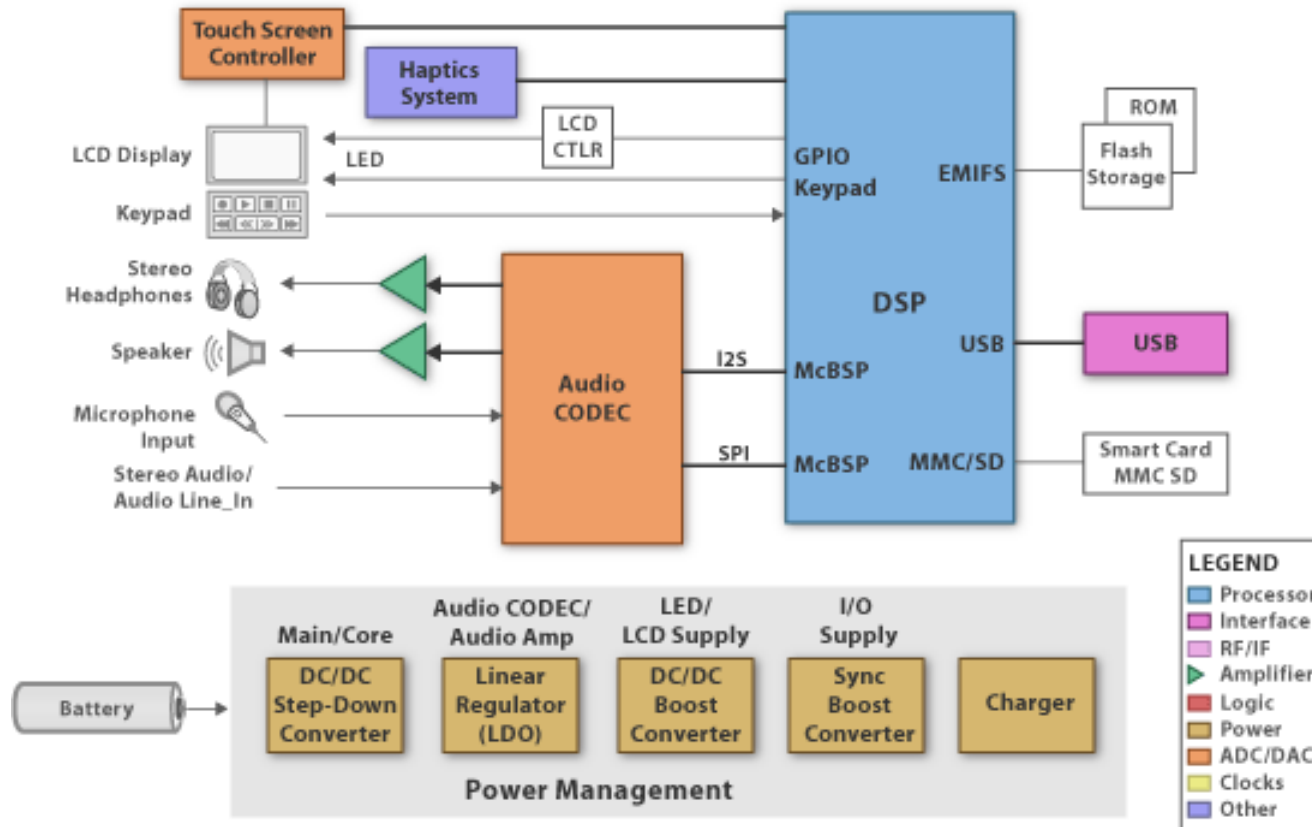 Touch Screen
Controller
Haptics
System
LCD
CTLR
LCD Display
LED
Keypad
GPIO
Keypad
EMIFS
ROM
Flash
Storage
Stereo
Headphones
Speaker
Microphone
Input
Stereo Audio/
Audio Line_In
Audio
CODEC
I2S
SPI
McBSP
McBSP
DSP
USB
USB
MMC/SD
Smart Card
MMC SD
LEGEND
Processor
Interface
RF/IF
Amplifier
Logic
Power
ADC/DAC
Clocks
Other
Battery
Main/Core
DC/DC
Step-Down
Converter
Audio CODEC/
Audio Amp
Linear
Regulator
(LDO)
LED/
LCD Supply
DC/DC
Boost
Converter
I/O
Supply
Sync
Boost
Converter
Charger
Power Management